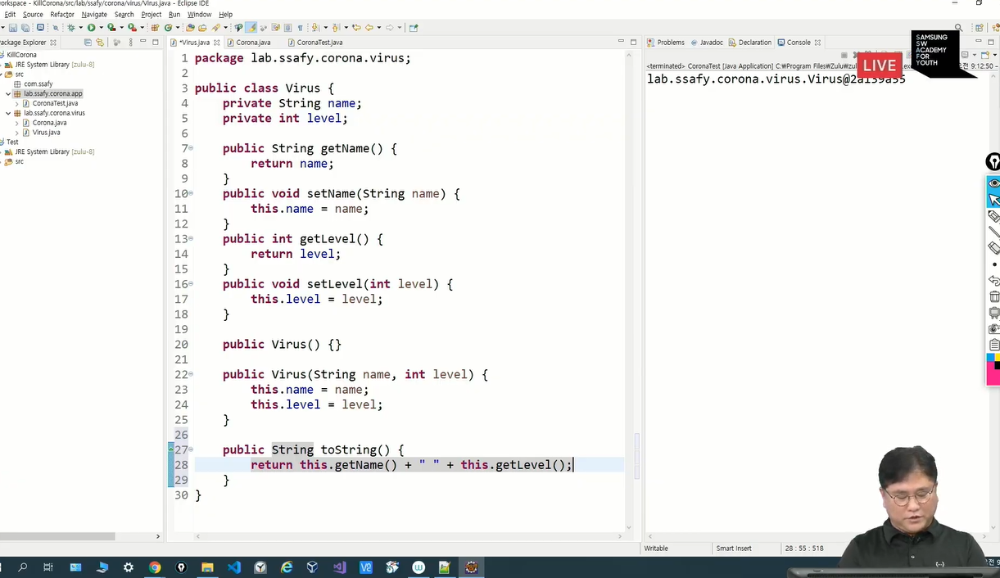 workspace - KillCorona/src/lab/ssafy/corona/virus/Virus.java - Eclipse IDE
Edit Source Refactor Navigate Search Project Run Window Help
Package Explorer
KillCorona
JRE System Library [zulu-8]
src
com.ssafy
lab.ssafy.corona.app
CoronaTest.java
lab.ssafy.corona.virus
Corona.java
Virus.java
Test
JRE System Library [zulu-8]
src
*Virus.java Corona.java CoronaTest.java
1 package lab.ssafy.corona.virus;
2
3 public class Virus {
4 private String name;
5 private int level;
6
7 public String getName() {
8 return name;
9 }
10 public void setName(String name) {
11 this.name = name;
12 }
13 public int getLevel() {
14 return level;
15 }
16 public void setLevel(int level) {
17 this.level = level;
18 }
19
20 public Virus() {}
21
22 public Virus(String name, int level) {
23 this.name = name;
24 this.level = level;
25 }
26
27 public String toString() {
28 return this.getName() + " " + this.getLevel();
29 }
30 }
Problems Javadoc Declaration Console
<terminated> CoronaTest [Java Application] C:\Program Files\Zulu\zulu
9:12:50
lab.ssafy.corona.virus.Virus@2a139a55
LIVE
SAMSUNG
SW
ACADEMY
FOR
YOUTH
Writable Smart Insert 28 : 55 : 518